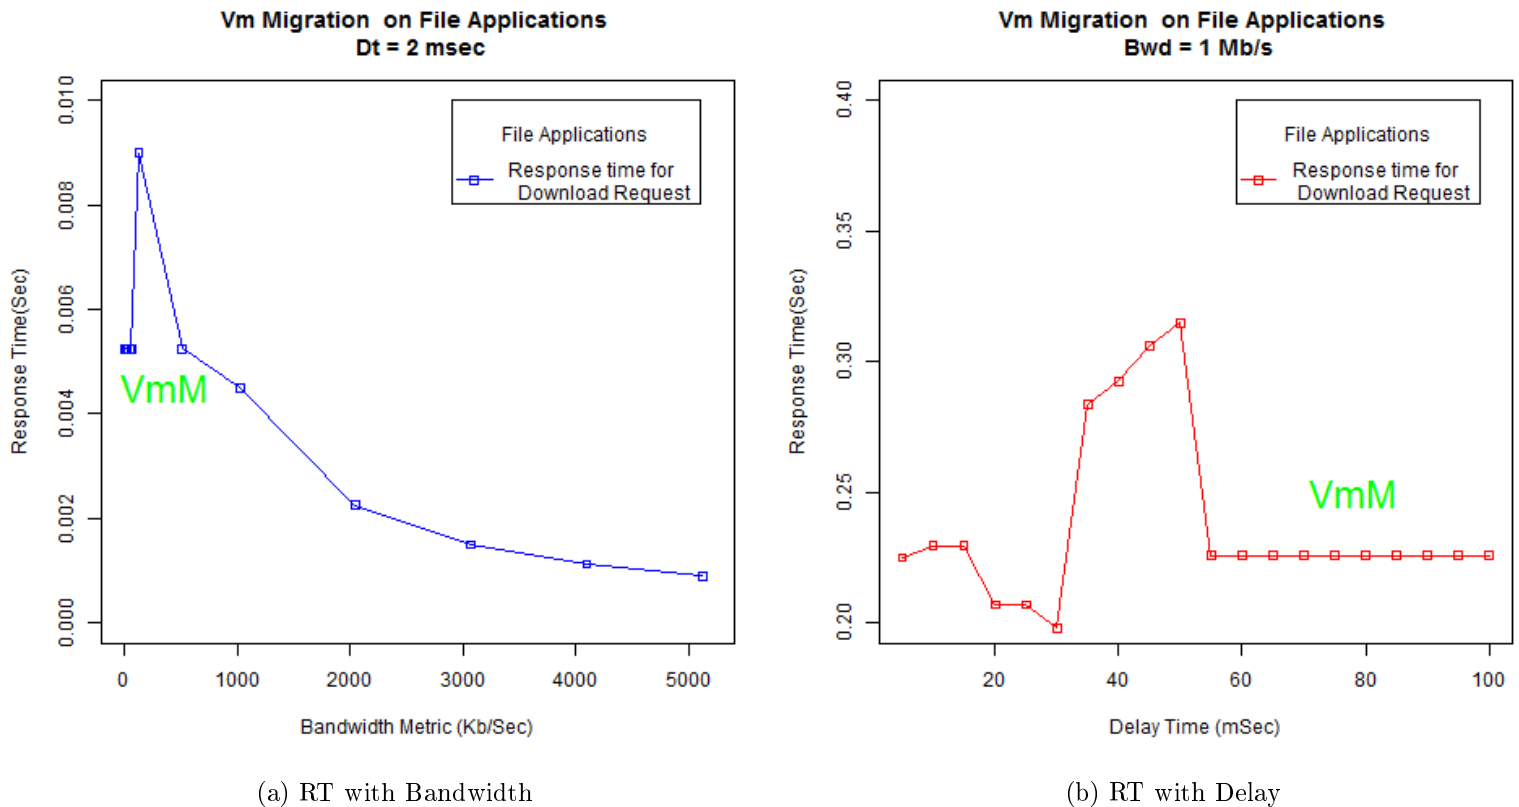 Vm Migration on File Applications
Dt = 2 msec
File Applications
Response time for
Download Request
0.010
0.008
0.006
0.004
0.002
0.000
Response Time(Sec)
VmM
0 1000 2000 3000 4000 5000
Bandwidth Metric (Kb/Sec)
(a) RT with Bandwidth
Vm Migration on File Applications
Bwd = 1 Mb/s
File Applications
Response time for
Download Request
0.40
0.35
0.30
0.25
0.20
Response Time(Sec)
VmM
20 40 60 80 100
Delay Time (mSec)
(b) RT with Delay